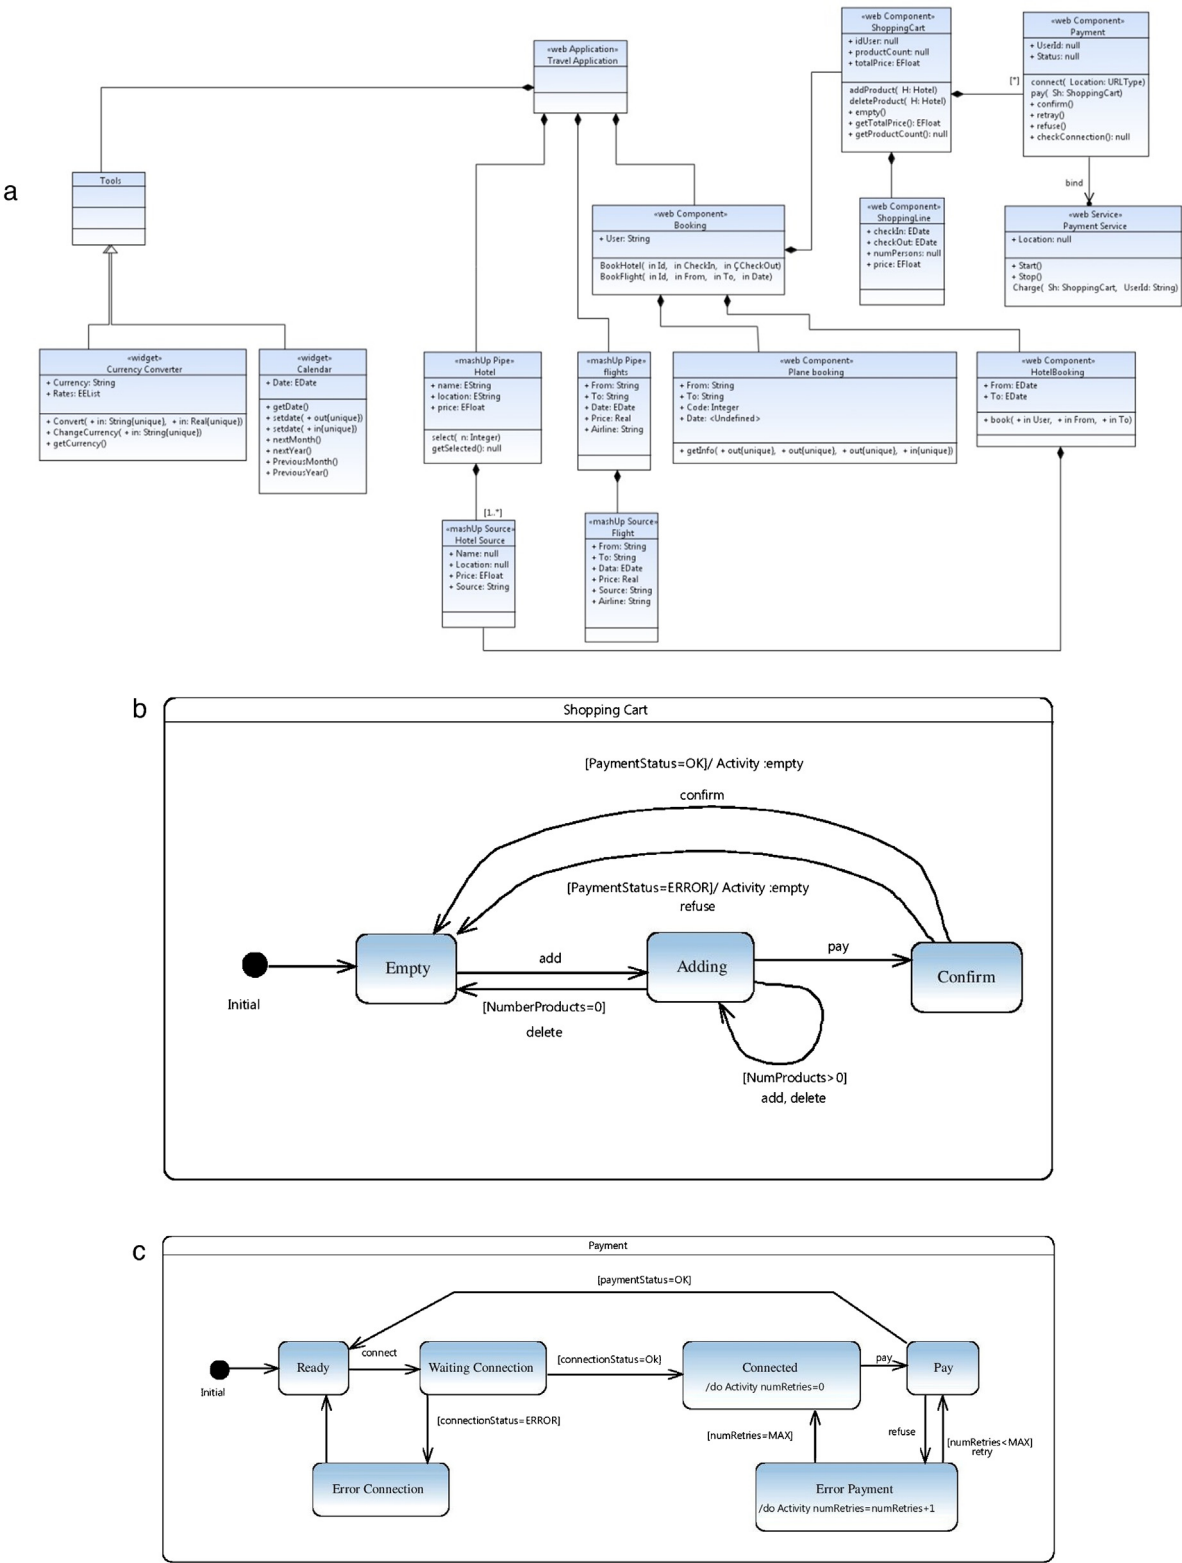 a
«web Application»
Travel Application
«web Component»
ShoppingCart
+ idUser: null
+ productCount: null
+ totalPrice: EFloat
addProduct( H: Hotel)
deleteProduct( H: Hotel)
+ empty()
+ getTotalPrice(): EFloat
+ getProductCount(): null
[*]
«web Component»
Payment
+ UserId: null
+ Status: null
connect( Location: URLType)
pay( Sh: ShoppingCart)
+ confirm()
+ retray()
+ refuse()
+ checkConnection(): null
bind
Tools
«web Component»
Booking
+ User: String
BookHotel( in Id, in CheckIn, in ÇCheckOut)
BookFlight( in Id, in From, in To, in Date)
«web Component»
ShoppingLine
+ checkIn: EDate
+ checkOut: EDate
+ numPersons: null
+ price: EFloat
«web Service»
Payment Service
+ Location: null
+ Start()
+ Stop()
Charge( Sh: ShoppingCart, UserId: String)
«widget»
Currency Converter
+ Currency: String
+ Rates: EEList
+ Convert( + in: String{unique}, + in: Real{unique})
+ ChangeCurrency( + in: String{unique})
+ getCurrency()
«widget»
Calendar
+ Date: EDate
+ getDate()
+ setdate( + out{unique})
+ setdate( + in{unique})
+ nextMonth()
+ nextYear()
+ PreviousMonth()
+ PreviousYear()
«mashUp Pipe»
Hotel
+ name: EString
+ location: EString
+ price: EFloat
select( n: Integer)
getSelected(): null
«mashUp Pipe»
flights
+ From: String
+ To: String
+ Date: EDate
+ Price: Real
+ Airline: String
«web Component»
Plane booking
+ From: String
+ To: String
+ Code: Integer
+ Date: <Undefined>
+ getInfo( + out{unique}, + out{unique}, + out{unique}, + in{unique})
«web Component»
HotelBooking
+ From: EDate
+ To: EDate
+ book( + in User, + in From, + in To)
[1..*]
«mashUp Source»
Hotel Source
+ Name: null
+ Location: null
+ Price: EFloat
+ Source: String
«mashUp Source»
Flight
+ From: String
+ To: String
+ Data: EDate
+ Price: Real
+ Source: String
+ Airline: String
b
Shopping Cart
[PaymentStatus=OK]/ Activity :empty
confirm
[PaymentStatus=ERROR]/ Activity :empty
refuse
Initial
Empty
add
[NumberProducts=0]
delete
Adding
pay
Confirm
[NumProducts>0]
add, delete
c
Payment
[paymentStatus=OK]
Initial
Ready
connect
Waiting Connection
[connectionStatus=Ok}
Connected
/do Activity numRetries=0
pay
Pay
[connectionStatus=ERROR]
[numRetries=MAX]
refuse
[numRetries<MAX]
retry
Error Connection
Error Payment
/do Activity numRetries=numRetries+1